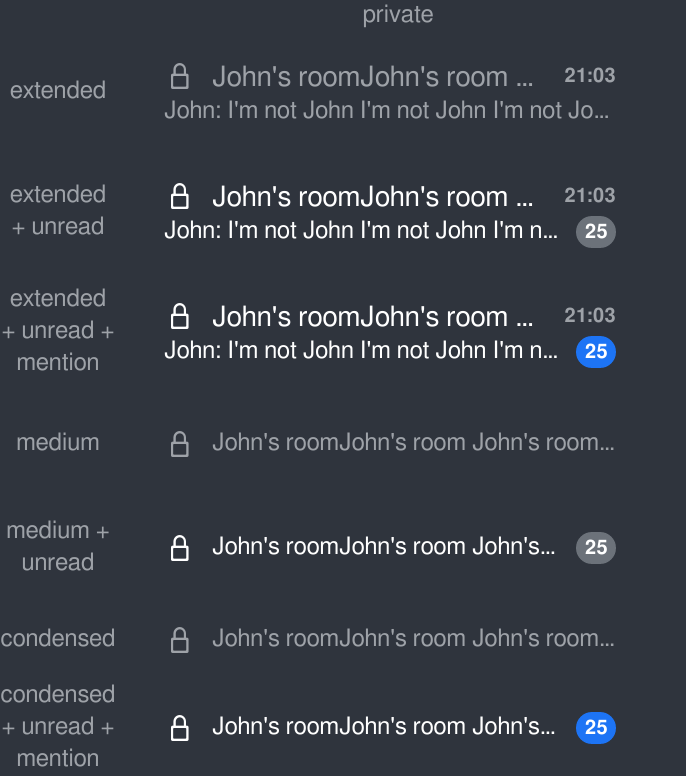 private
extended
John's roomJohn's room ...
21:03
John: I'm not John I'm not John I'm not Jo...
extended
+ unread
John's roomJohn's room ...
21:03
John: I'm not John I'm not John I'm n...
25
extended
+ unread +
mention
John's roomJohn's room ...
21:03
John: I'm not John I'm not John I'm n...
25
medium
John's roomJohn's room John's room...
medium +
unread
John's roomJohn's room John's...
25
condensed
John's roomJohn's room John's room...
condensed
+ unread +
mention
John's roomJohn's room John's...
25